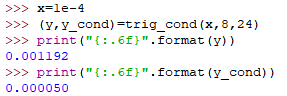 >>> x=1e-4
>>> (y,y_cond)=trig_cond(x,8,24)
>>> print("{:.6f}".format(y))
0.001192
>>> print("{:.6f}".format(y_cond))
0.000050